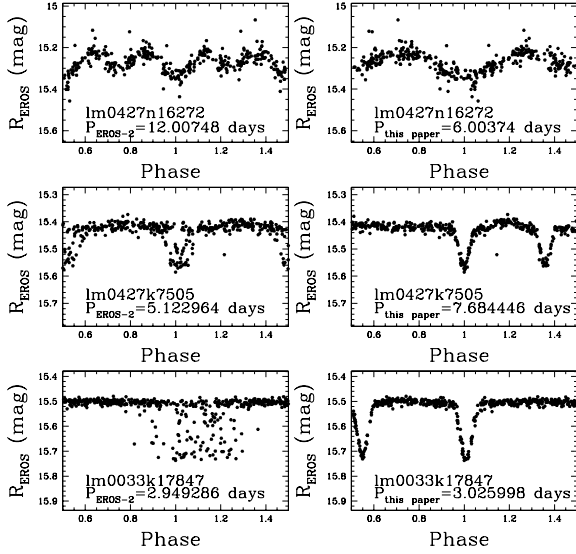 15
15.2
15.4
15.6
R_EROS (mag)
lm0427n16272
P_EROS-2=12.00748 days
0.6 0.8 1 1.2 1.4
Phase
15
15.2
15.4
15.6
R_EROS (mag)
lm0427n16272
P_this paper=6.00374 days
0.6 0.8 1 1.2 1.4
Phase
15.3
15.4
15.5
15.6
15.7
R_EROS (mag)
lm0427k7505
P_EROS-2=5.122964 days
0.6 0.8 1 1.2 1.4
Phase
15.3
15.4
15.5
15.6
15.7
R_EROS (mag)
lm0427k7505
P_this paper=7.684446 days
0.6 0.8 1 1.2 1.4
Phase
15.4
15.5
15.6
15.7
15.8
15.9
R_EROS (mag)
lm0033k17847
P_EROS-2=2.949286 days
0.6 0.8 1 1.2 1.4
Phase
15.4
15.5
15.6
15.7
15.8
15.9
R_EROS (mag)
lm0033k17847
P_this paper=3.025998 days
0.6 0.8 1 1.2 1.4
Phase